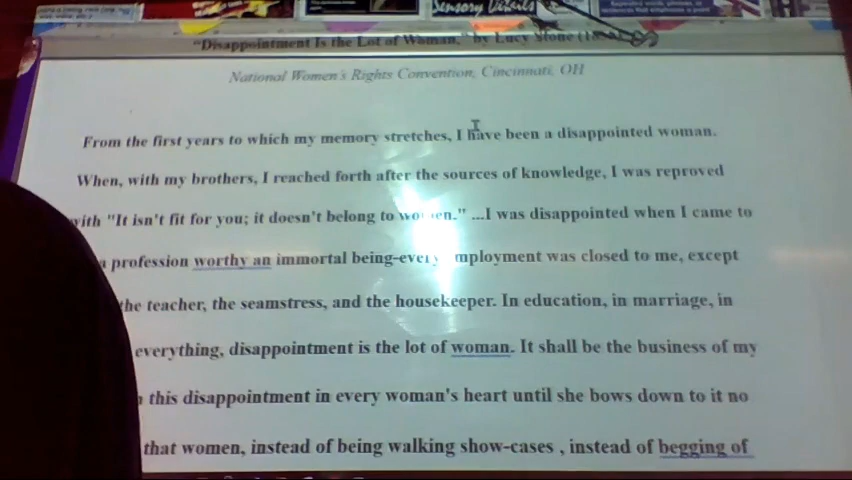 Sensory Details
"Disappointment Is the Lot of Woman," by Lucy Stone
National Women's Rights Convention, Cincinnati, OH
From the first years to which my memory stretches, I have been a disappointed woman.
When, with my brothers, I reached forth after the sources of knowledge, I was reproved
with "It isn't fit for you; it doesn't belong to women." ...I was disappointed when I came to
a profession worthy an immortal being-every employment was closed to me, except
the teacher, the seamstress, and the housekeeper. In education, in marriage, in
everything, disappointment is the lot of woman. It shall be the business of my
this disappointment in every woman's heart until she bows down to it no
that women, instead of being walking show-cases , instead of begging of